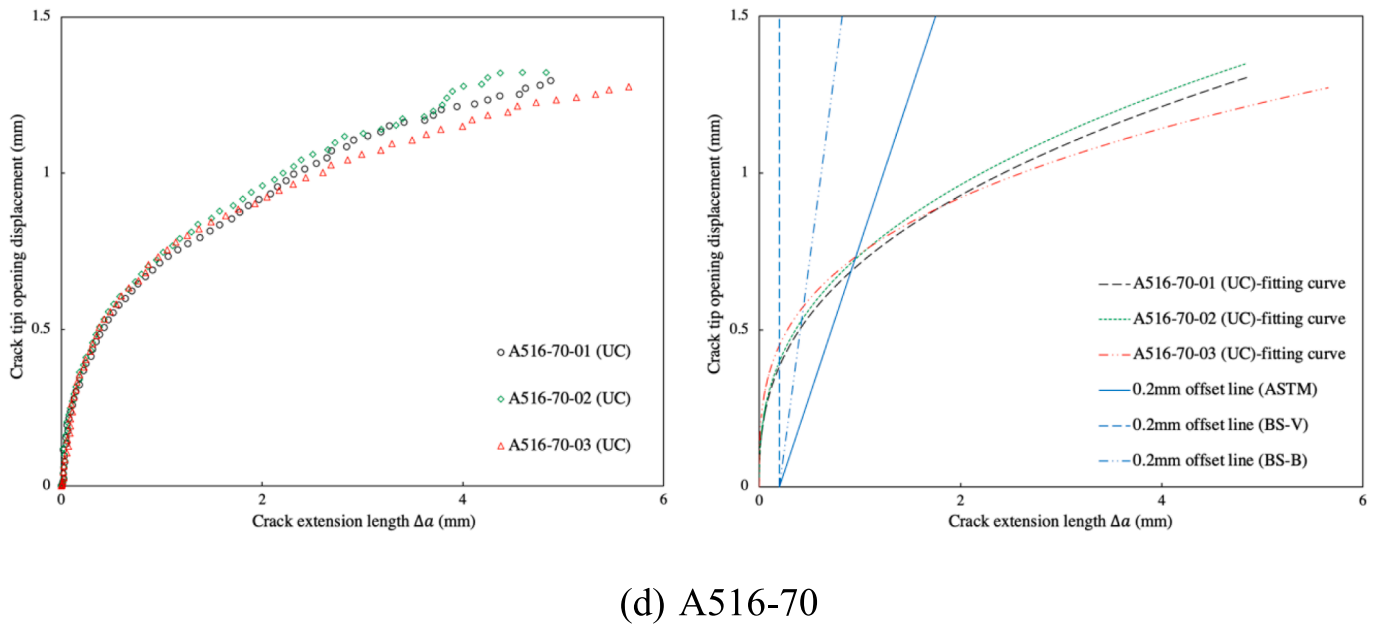 1.5
1
0.5
0
Crack tipi opening displacement (mm)
A516-70-01 (UC)
A516-70-02 (UC)
A516-70-03 (UC)
0
2
4
6
Crack extension length Δa (mm)
1.5
1
0.5
0
Crack tip opening displacement (mm)
A516-70-01 (UC)-fitting curve
A516-70-02 (UC)-fitting curve
A516-70-03 (UC)-fitting curve
0.2mm offset line (ASTM)
0.2mm offset line (BS-V)
0.2mm offset line (BS-B)
0
2
4
6
Crack extension length Δa (mm)
(d) A516-70